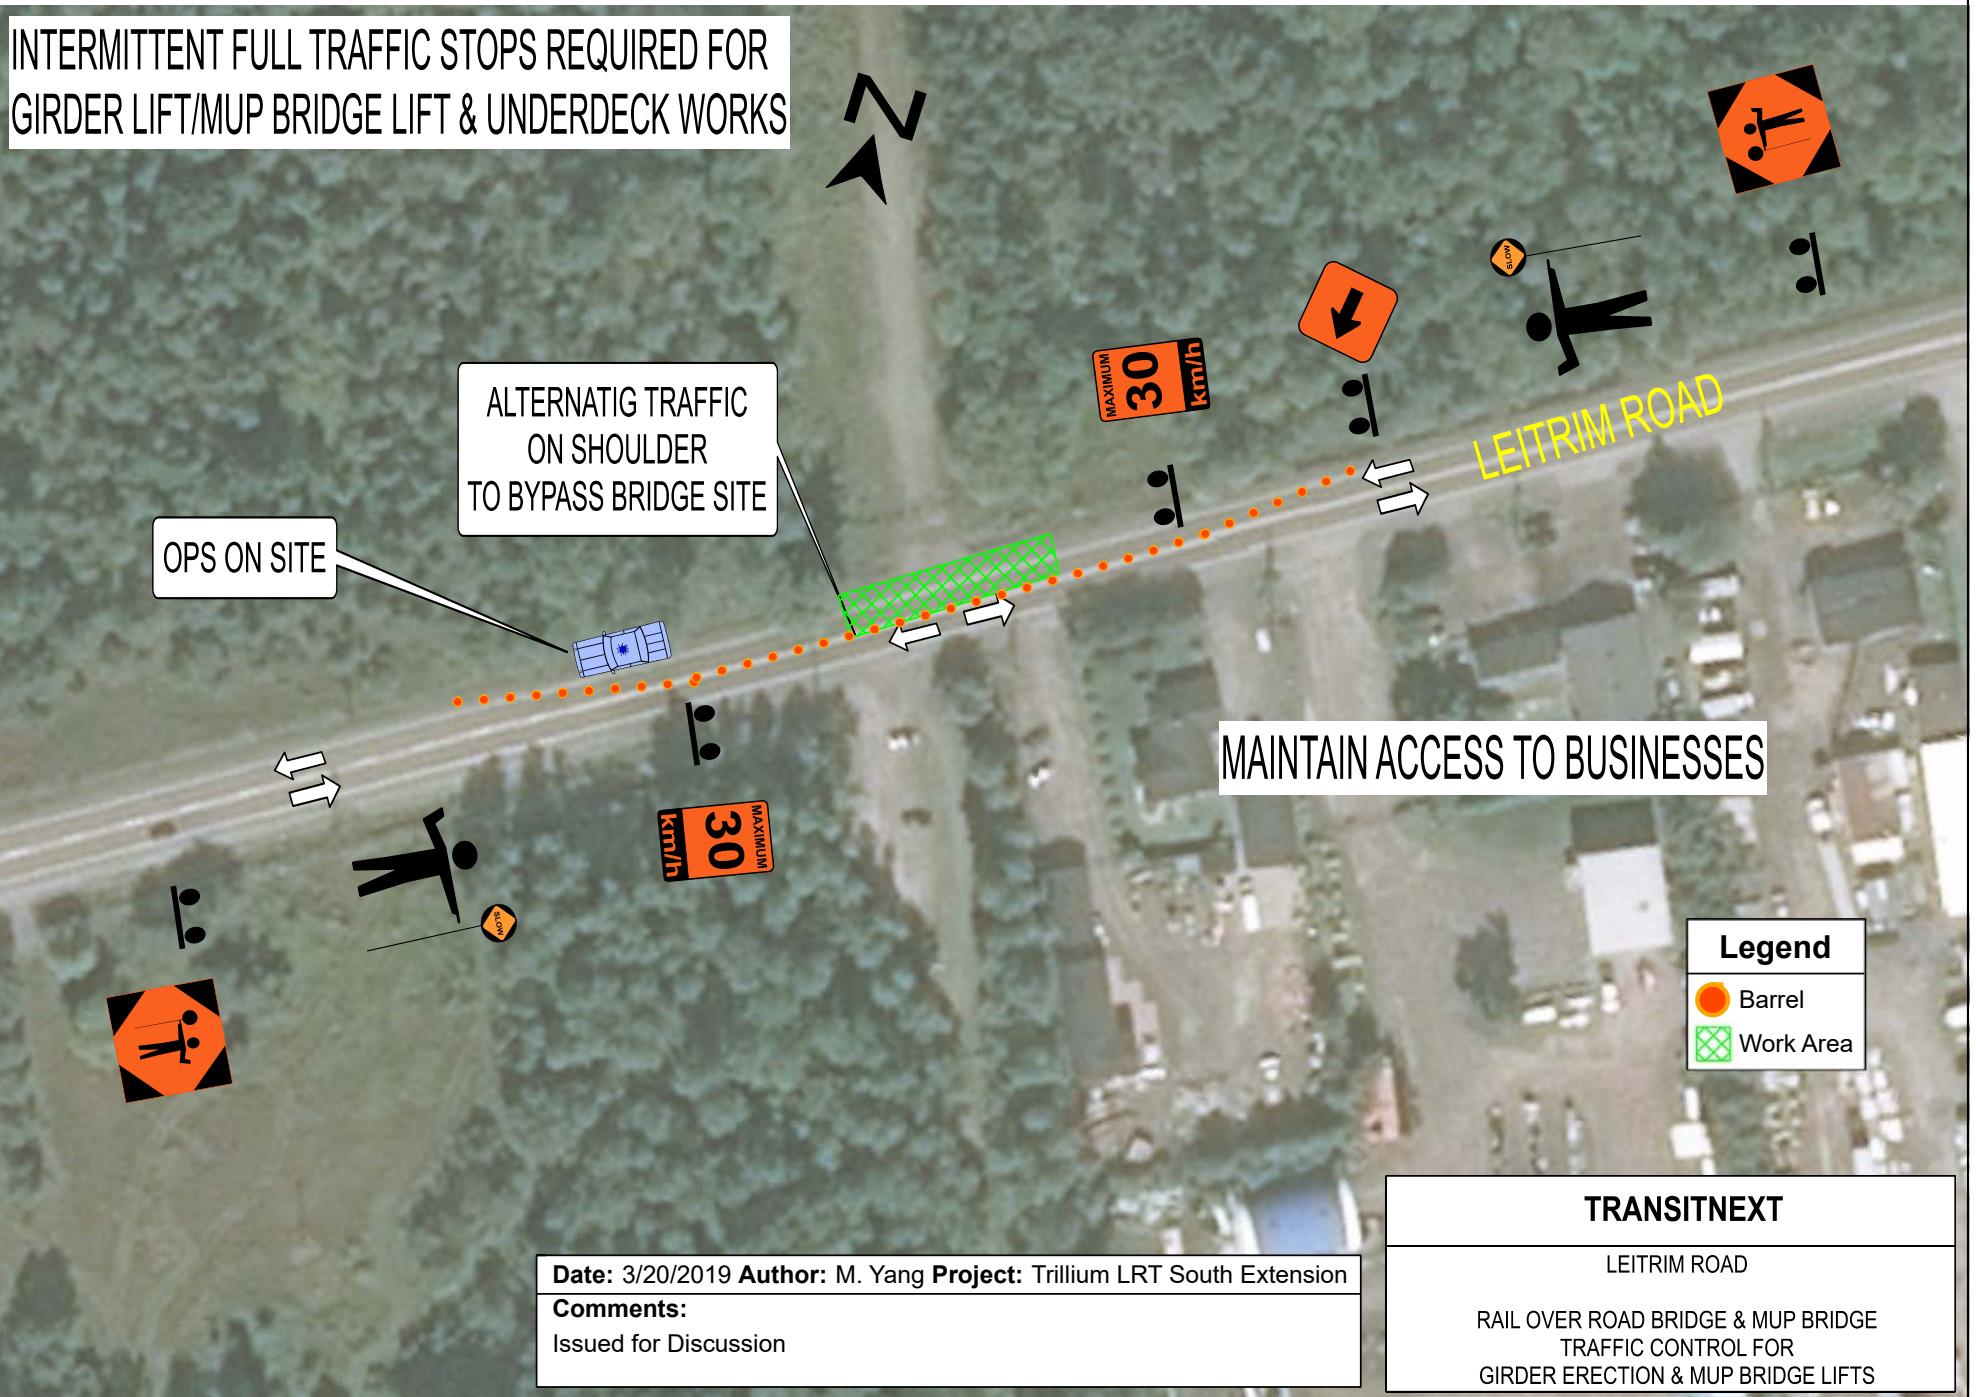 INTERMITTENT FULL TRAFFIC STOPS REQUIRED FOR
GIRDER LIFT/MUP BRIDGE LIFT & UNDERDECK WORKS
N
SLOW
MAXIMUM
30
km/h
LEITRIM ROAD
ALTERNATIG TRAFFIC
ON SHOULDER
TO BYPASS BRIDGE SITE
OPS ON SITE
MAXIMUM
30
km/h
SLOW
MAINTAIN ACCESS TO BUSINESSES
Legend
Barrel
Work Area
Date: 3/20/2019 Author: M. Yang Project: Trillium LRT South Extension
Comments:
Issued for Discussion
TRANSITNEXT
LEITRIM ROAD
RAIL OVER ROAD BRIDGE & MUP BRIDGE
TRAFFIC CONTROL FOR
GIRDER ERECTION & MUP BRIDGE LIFTS